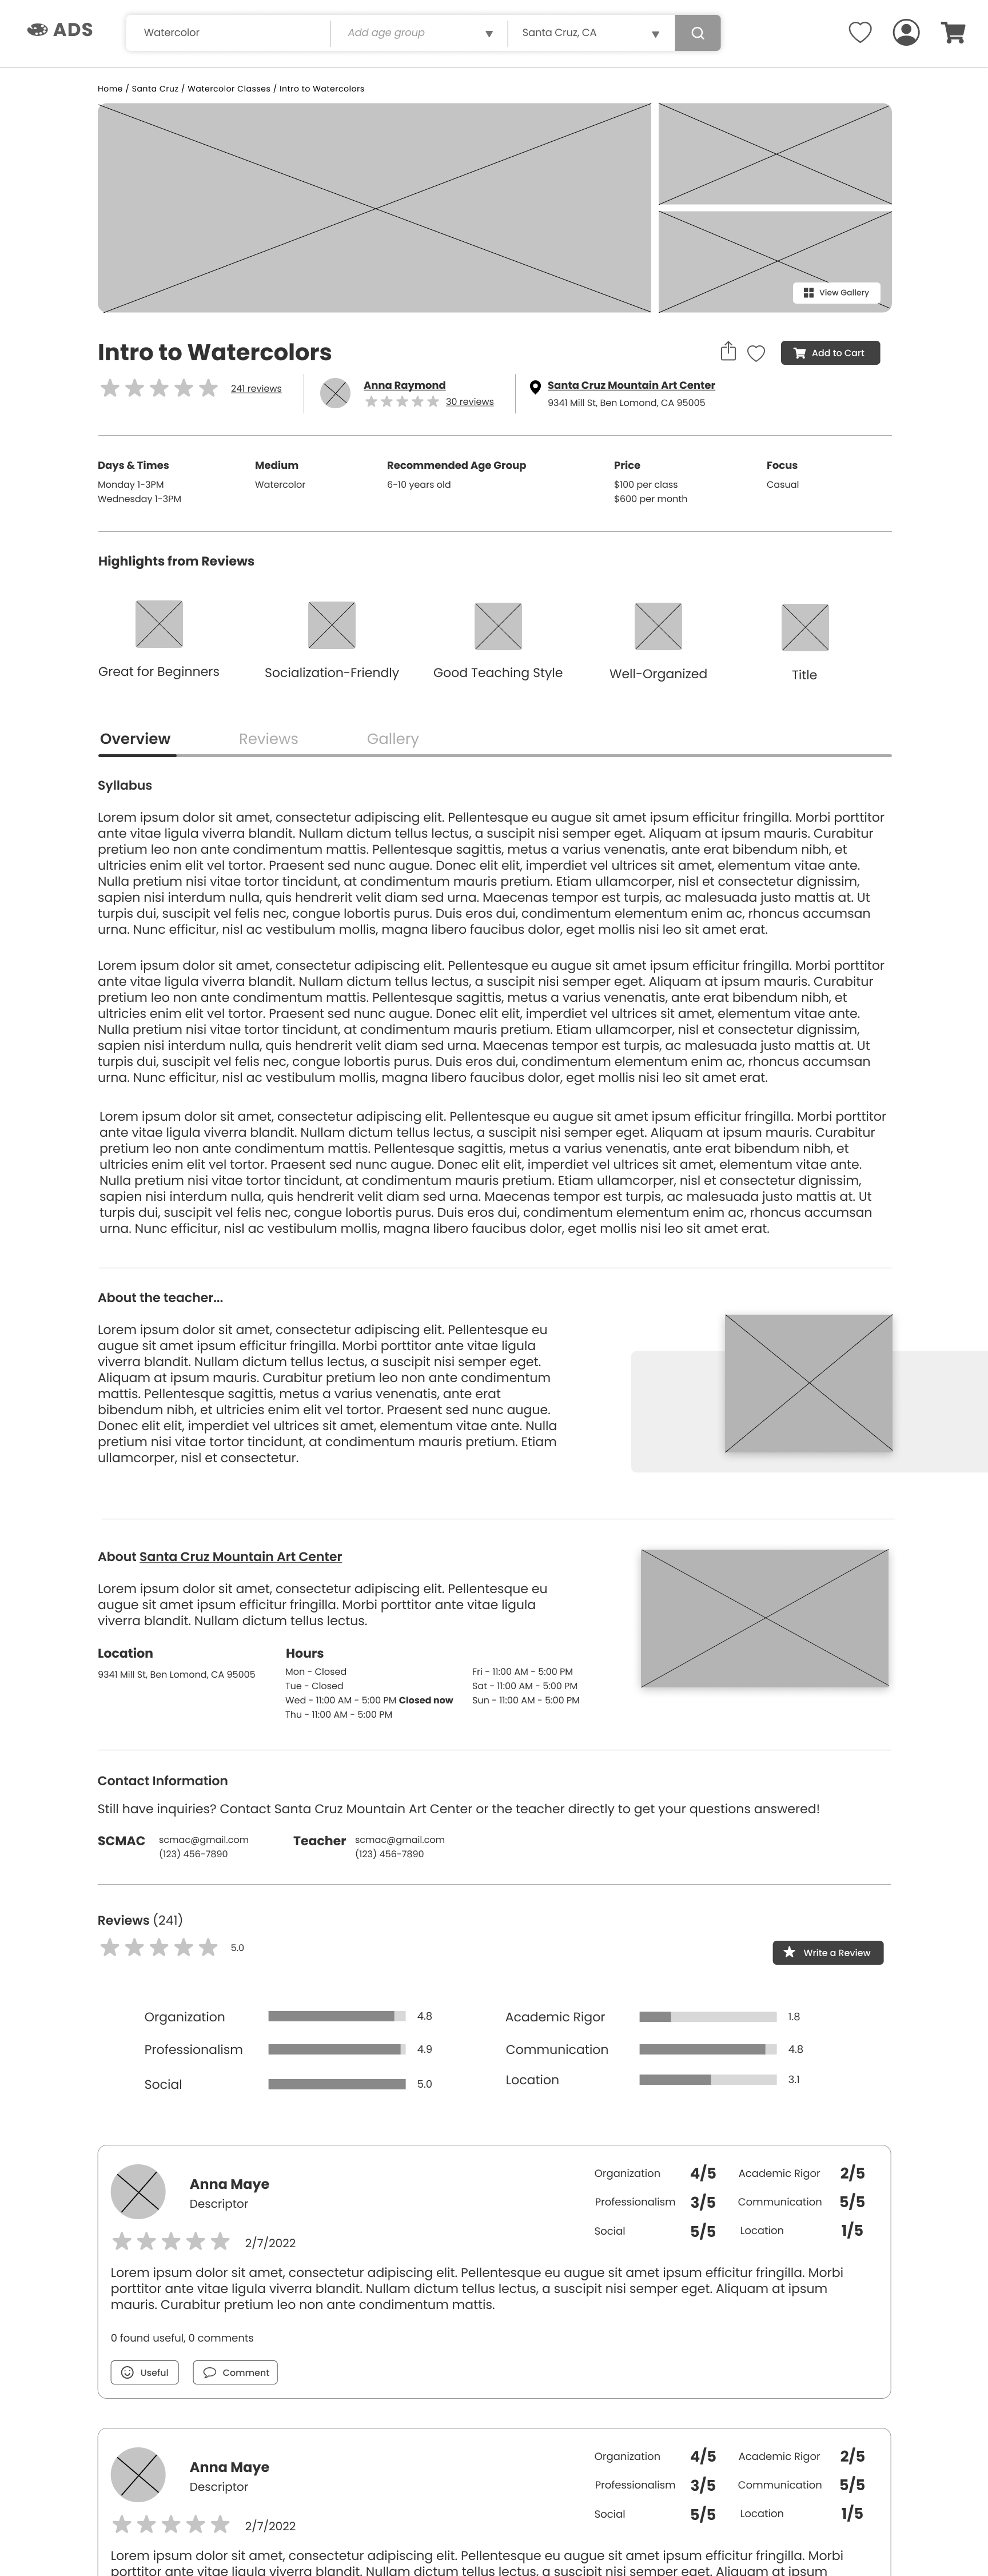 ADS
Watercolor
Add age group
Santa Cruz, CA
Home / Santa Cruz / Watercolor Classes / Intro to Watercolors
View Gallery
Intro to Watercolors
Add to Cart
241 reviews
Anna Raymond
30 reviews
Santa Cruz Mountain Art Center
9341 Mill St, Ben Lomond, CA 95005
Days & Times
Monday 1-3PM
Wednesday 1-3PM
Medium
Watercolor
Recommended Age Group
6-10 years old
Price
$100 per class
$600 per month
Focus
Casual
Highlights from Reviews
Great for Beginners
Socialization-Friendly
Good Teaching Style
Well-Organized
Title
Overview
Reviews
Gallery
Syllabus
Lorem ipsum dolor sit amet, consectetur adipiscing elit. Pellentesque eu augue sit amet ipsum efficitur fringilla. Morbi porttitor
ante vitae ligula viverra blandit. Nullam dictum tellus lectus, a suscipit nisi semper eget. Aliquam at ipsum mauris. Curabitur
pretium leo non ante condimentum mattis. Pellentesque sagittis, metus a varius venenatis, ante erat bibendum nibh, et
ultricies enim elit vel tortor. Praesent sed nunc augue. Donec elit elit, imperdiet vel ultrices sit amet, elementum vitae ante.
Nulla pretium nisi vitae tortor tincidunt, at condimentum mauris pretium. Etiam ullamcorper, nisl et consectetur dignissim,
sapien nisi interdum nulla, quis hendrerit velit diam sed urna. Maecenas tempor est turpis, ac malesuada justo mattis at. Ut
turpis dui, suscipit vel felis nec, congue lobortis purus. Duis eros dui, condimentum elementum enim ac, rhoncus accumsan
urna. Nunc efficitur, nisl ac vestibulum mollis, magna libero faucibus dolor, eget mollis nisi leo sit amet erat.
Lorem ipsum dolor sit amet, consectetur adipiscing elit. Pellentesque eu augue sit amet ipsum efficitur fringilla. Morbi porttitor
ante vitae ligula viverra blandit. Nullam dictum tellus lectus, a suscipit nisi semper eget. Aliquam at ipsum mauris. Curabitur
pretium leo non ante condimentum mattis. Pellentesque sagittis, metus a varius venenatis, ante erat bibendum nibh, et
ultricies enim elit vel tortor. Praesent sed nunc augue. Donec elit elit, imperdiet vel ultrices sit amet, elementum vitae ante.
Nulla pretium nisi vitae tortor tincidunt, at condimentum mauris pretium. Etiam ullamcorper, nisl et consectetur dignissim,
sapien nisi interdum nulla, quis hendrerit velit diam sed urna. Maecenas tempor est turpis, ac malesuada justo mattis at. Ut
turpis dui, suscipit vel felis nec, congue lobortis purus. Duis eros dui, condimentum elementum enim ac, rhoncus accumsan
urna. Nunc efficitur, nisl ac vestibulum mollis, magna libero faucibus dolor, eget mollis nisi leo sit amet erat.
Lorem ipsum dolor sit amet, consectetur adipiscing elit. Pellentesque eu augue sit amet ipsum efficitur fringilla. Morbi porttitor
ante vitae ligula viverra blandit. Nullam dictum tellus lectus, a suscipit nisi semper eget. Aliquam at ipsum mauris. Curabitur
pretium leo non ante condimentum mattis. Pellentesque sagittis, metus a varius venenatis, ante erat bibendum nibh, et
ultricies enim elit vel tortor. Praesent sed nunc augue. Donec elit elit, imperdiet vel ultrices sit amet, elementum vitae ante.
Nulla pretium nisi vitae tortor tincidunt, at condimentum mauris pretium. Etiam ullamcorper, nisl et consectetur dignissim,
sapien nisi interdum nulla, quis hendrerit velit diam sed urna. Maecenas tempor est turpis, ac malesuada justo mattis at. Ut
turpis dui, suscipit vel felis nec, congue lobortis purus. Duis eros dui, condimentum elementum enim ac, rhoncus accumsan
urna. Nunc efficitur, nisl ac vestibulum mollis, magna libero faucibus dolor, eget mollis nisi leo sit amet erat.
About the teacher...
Lorem ipsum dolor sit amet, consectetur adipiscing elit. Pellentesque eu
augue sit amet ipsum efficitur fringilla. Morbi porttitor ante vitae ligula
viverra blandit. Nullam dictum tellus lectus, a suscipit nisi semper eget.
Aliquam at ipsum mauris. Curabitur pretium leo non ante condimentum
mattis. Pellentesque sagittis, metus a varius venenatis, ante erat
bibendum nibh, et ultricies enim elit vel tortor. Praesent sed nunc augue.
Donec elit elit, imperdiet vel ultrices sit amet, elementum vitae ante. Nulla
pretium nisi vitae tortor tincidunt, at condimentum mauris pretium. Etiam
ullamcorper, nisl et consectetur.
About Santa Cruz Mountain Art Center
Lorem ipsum dolor sit amet, consectetur adipiscing elit. Pellentesque eu
augue sit amet ipsum efficitur fringilla. Morbi porttitor ante vitae ligula
viverra blandit. Nullam dictum tellus lectus.
Location
9341 Mill St, Ben Lomond, CA 95005
Hours
Mon - Closed
Tue - Closed
Wed - 11:00 AM - 5:00 PM Closed now
Thu - 11:00 AM - 5:00 PM
Fri - 11:00 AM - 5:00 PM
Sat - 11:00 AM - 5:00 PM
Sun - 11:00 AM - 5:00 PM
Contact Information
Still have inquiries? Contact Santa Cruz Mountain Art Center or the teacher directly to get your questions answered!
SCMAC
scmac@gmail.com
(123) 456-7890
Teacher
scmac@gmail.com
(123) 456-7890
Reviews (241)
5.0
Write a Review
Organization 4.8
Professionalism 4.9
Social 5.0
Academic Rigor 1.8
Communication 4.8
Location 3.1
Anna Maye
Descriptor
2/7/2022
Organization 4/5 Academic Rigor 2/5
Professionalism 3/5 Communication 5/5
Social 5/5 Location 1/5
Lorem ipsum dolor sit amet, consectetur adipiscing elit. Pellentesque eu augue sit amet ipsum efficitur fringilla. Morbi
porttitor ante vitae ligula viverra blandit. Nullam dictum tellus lectus, a suscipit nisi semper eget. Aliquam at ipsum
mauris. Curabitur pretium leo non ante condimentum mattis.
0 found useful, 0 comments
Useful
Comment
Anna Maye
Descriptor
2/7/2022
Organization 4/5 Academic Rigor 2/5
Professionalism 3/5 Communication 5/5
Social 5/5 Location 1/5
Lorem ipsum dolor sit amet, consectetur adipiscing elit. Pellentesque eu augue sit amet ipsum efficitur fringilla. Morbi
porttitor ante vitae ligula viverra blandit. Nullam dictum tellus lectus, a suscipit nisi semper eget. Aliquam at ipsum